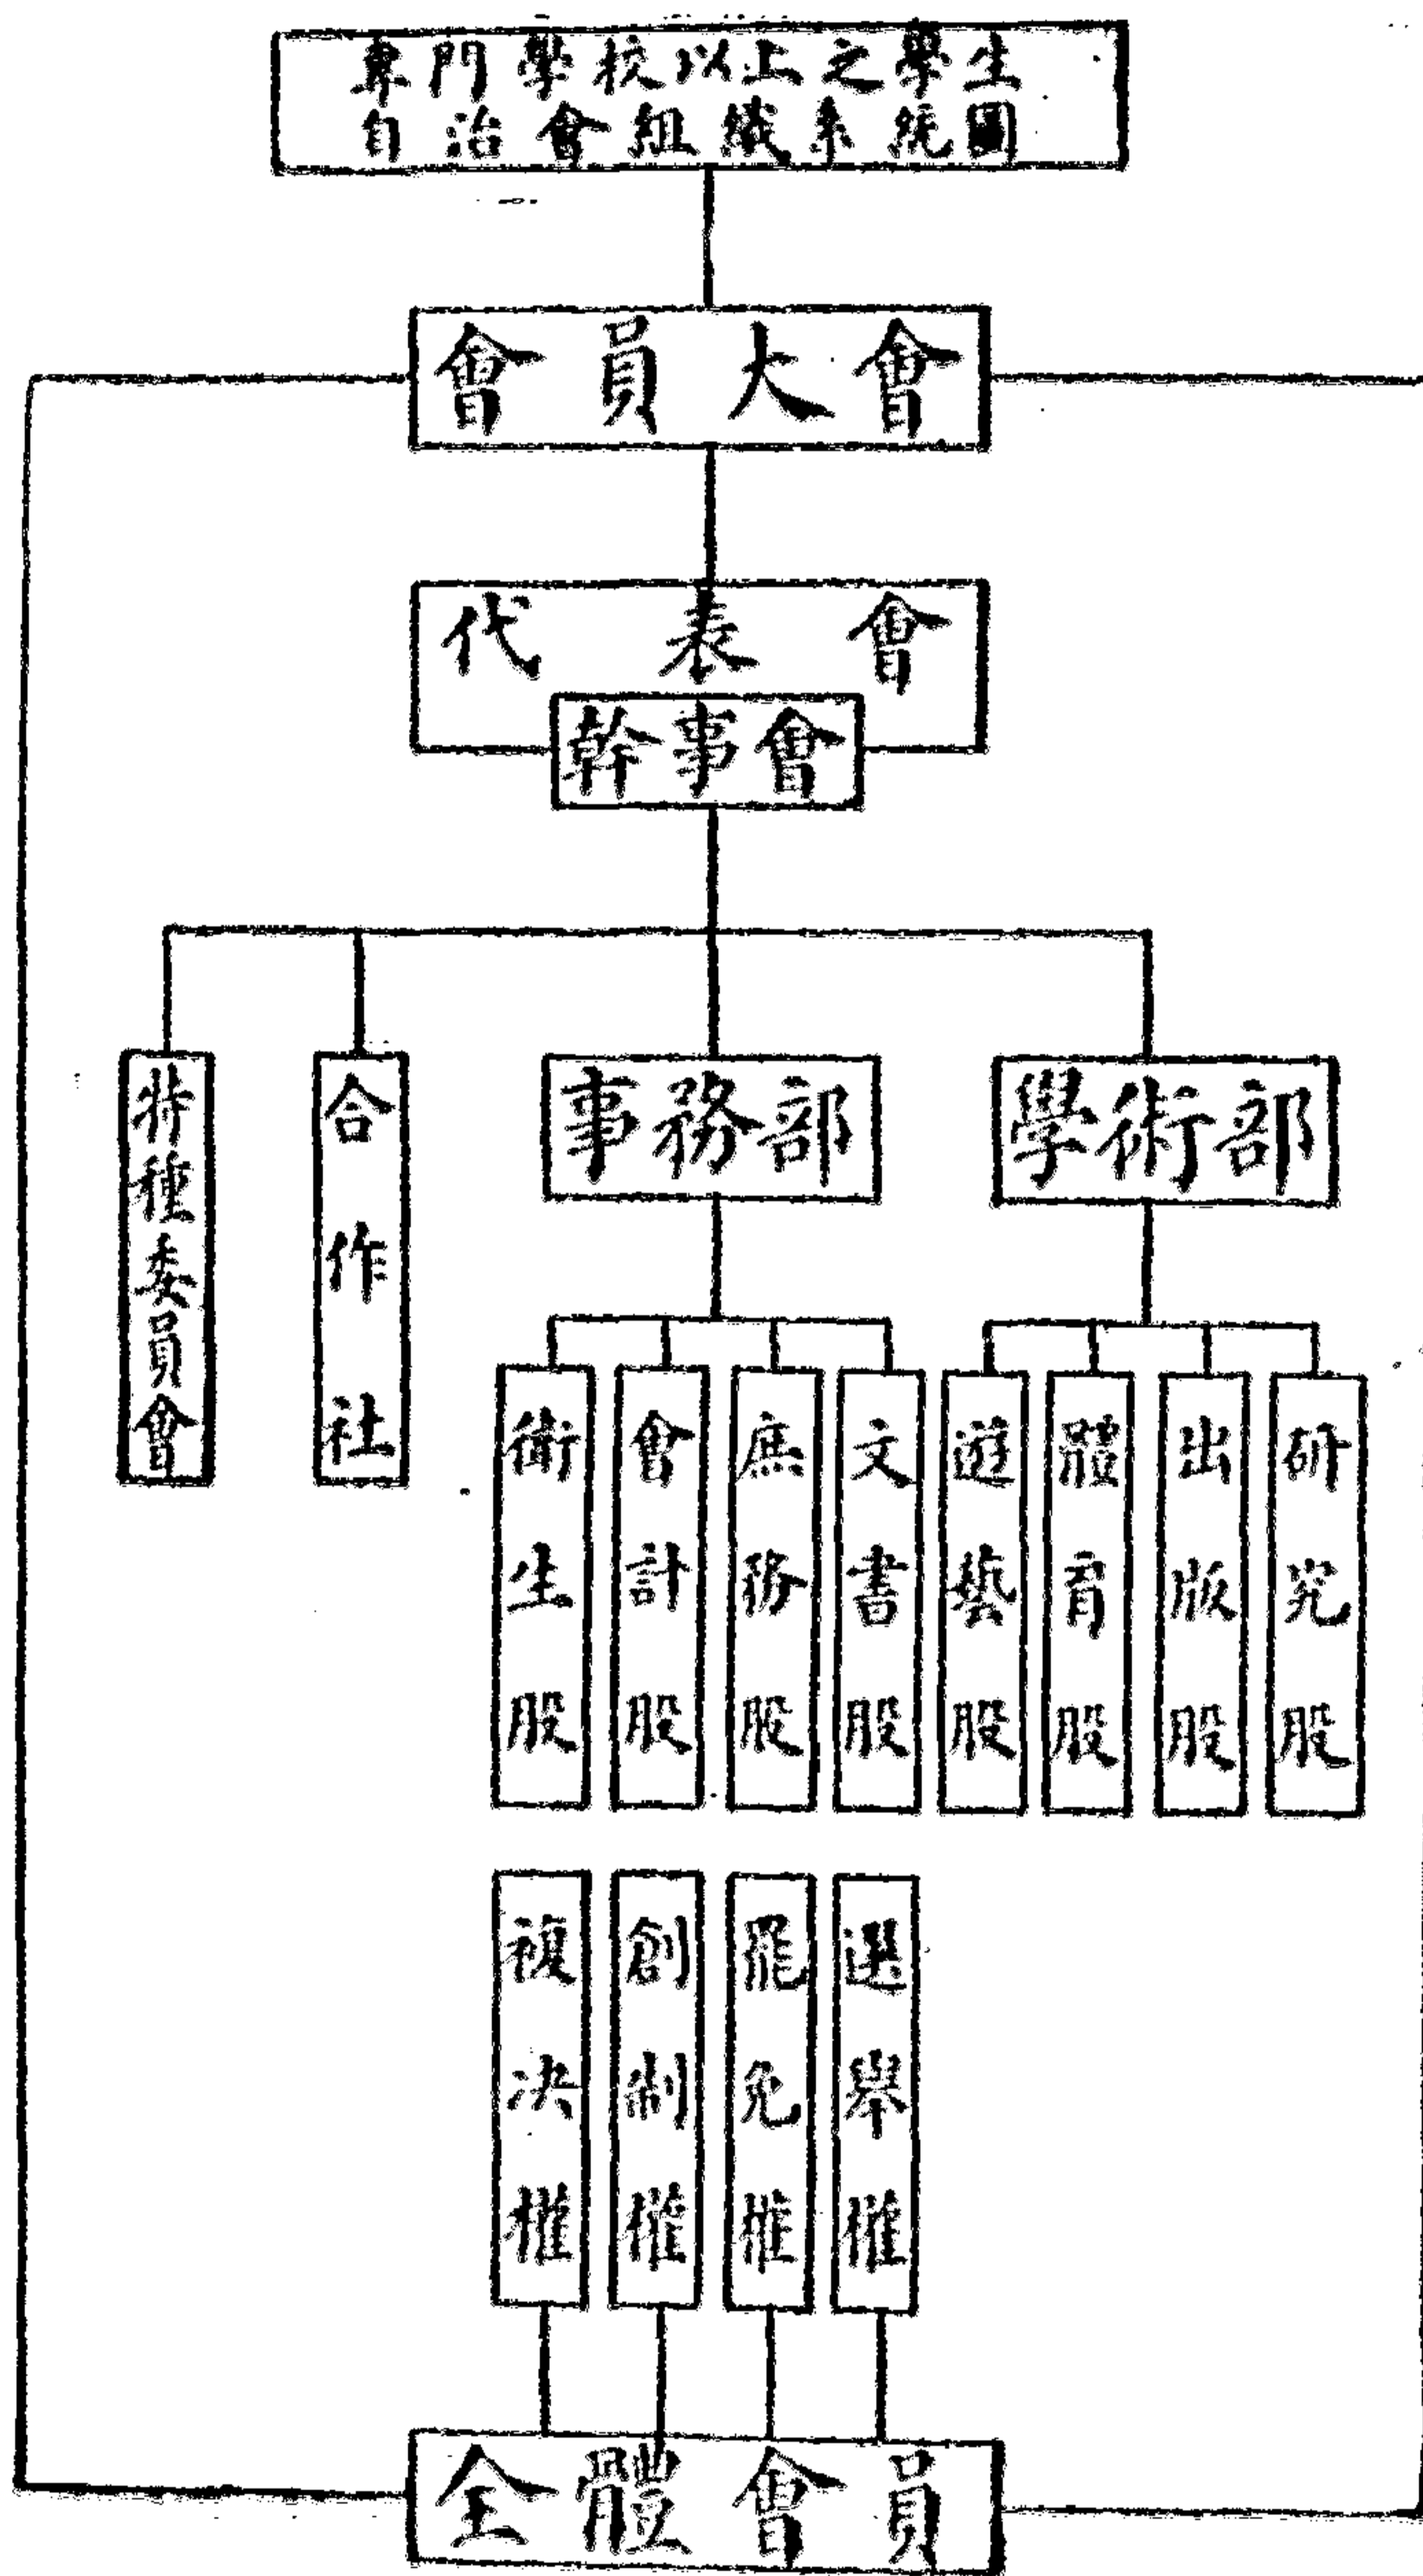 專門學校以上之學生
自治會組織系統圖
會員大會
代表會
幹事會
學術部
事務部
合作社
特種委員會
研究股
出版股
體育股
遊藝股
文書股
庶務股
會計股
衛生股
選舉權
罷免權
創制權
複决權
全體會員